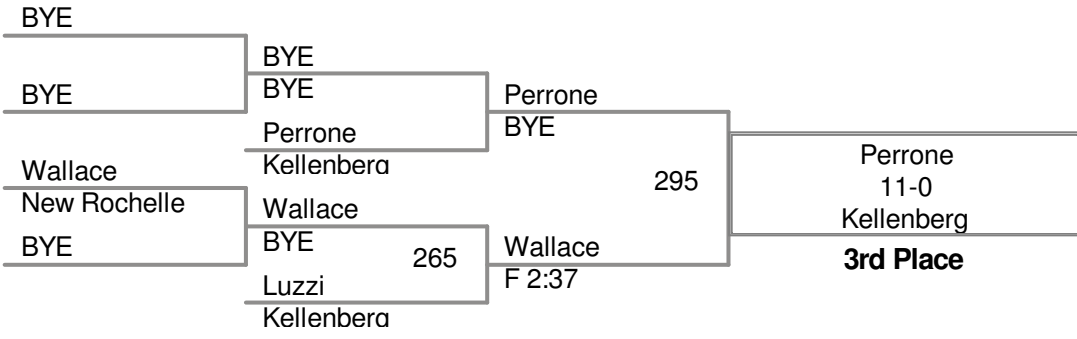 BYE
BYE
BYE
BYE
Perrone
BYE
Perrone
Kellenberg
Wallace
New Rochelle
295
Perrone
11-0
Kellenberg
Wallace
BYE
BYE
265
Wallace
F 2:37
3rd Place
Luzzi
Kellenberg